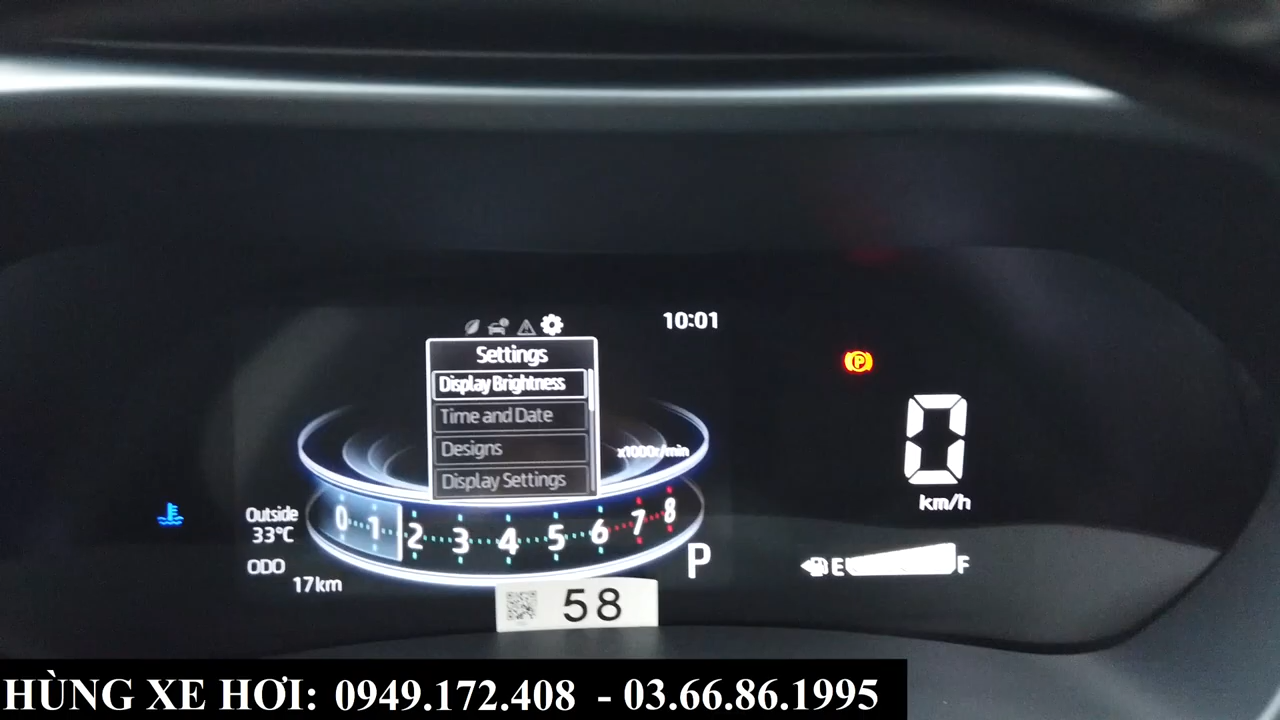 10:01
Settings
Display Brightness
Time and Date
Designs
Display Settings
x1000r/min
0 1 2 3 4 5 6 7 8
Outside
33°C
ODO
17km
P
P
0
km/h
E F
58
HÙNG XE HƠI: 0949.172.408 - 03.66.86.1995